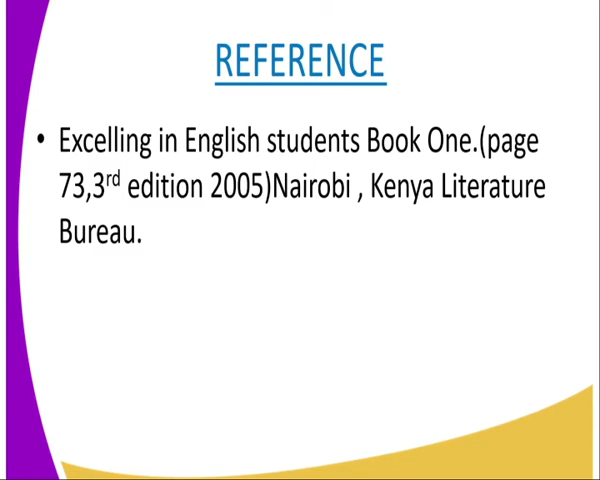 REFERENCE
• Excelling in English students Book One.(page
73,3rd edition 2005)Nairobi , Kenya Literature
Bureau.